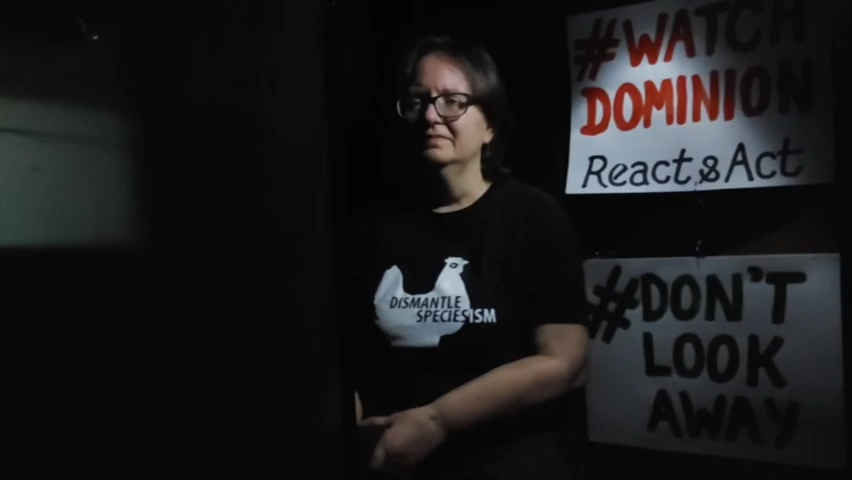 #WATCH
DOMINION
React & Act
DISMANTLE
SPECIESISM
#DON'T
LOOK
AWAY